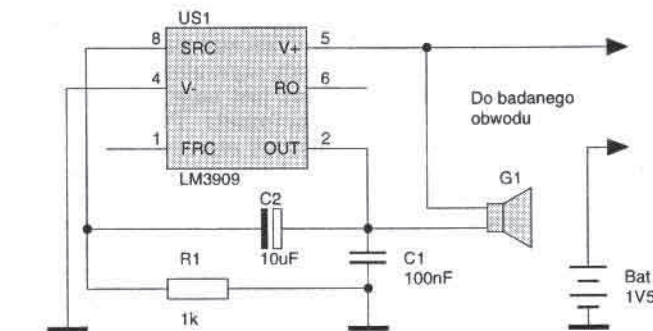 US1
8
SRC
V+
5
4
V-
RO
6
1
FRC
OUT
2
LM3909
Do badanego
obwodu
G1
C2
10uF
R1
1k
C1
100nF
Bat
1V5